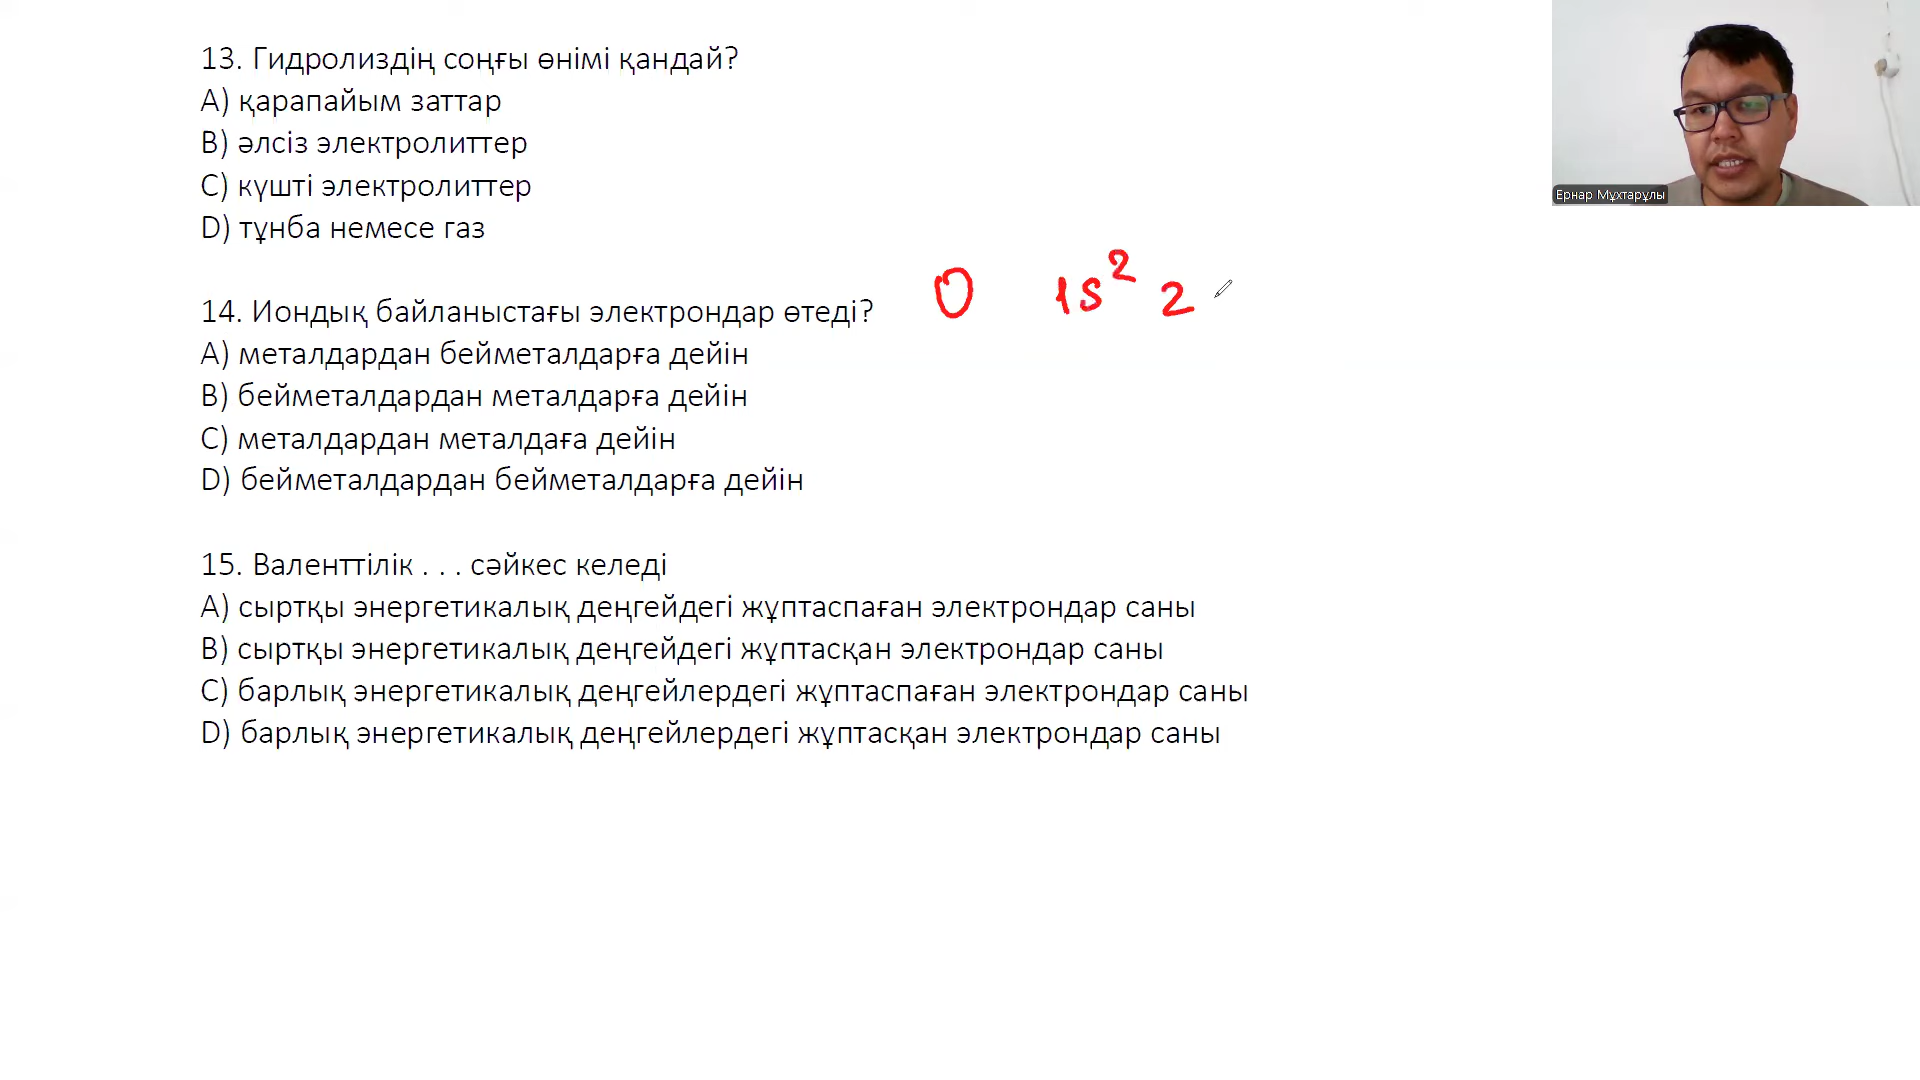 13. Гидролиздің соңғы өнімі қандай?
A) қарапайым заттар
B) әлсіз электролиттер
C) күшті электролиттер
D) тұнба немесе газ
Ернар Мұхтарұлы
O 1s² 2
14. Иондық байланыстағы электрондар өтеді?
A) металдардан бейметалдарға дейін
B) бейметалдардан металдарға дейін
C) металдардан металдаға дейін
D) бейметалдардан бейметалдарға дейін
15. Валенттілік . . . сәйкес келеді
A) сыртқы энергетикалық деңгейдегі жұптаспаған электрондар саны
B) сыртқы энергетикалық деңгейдегі жұптасқан электрондар саны
C) барлық энергетикалық деңгейлердегі жұптаспаған электрондар саны
D) барлық энергетикалық деңгейлердегі жұптасқан электрондар саны